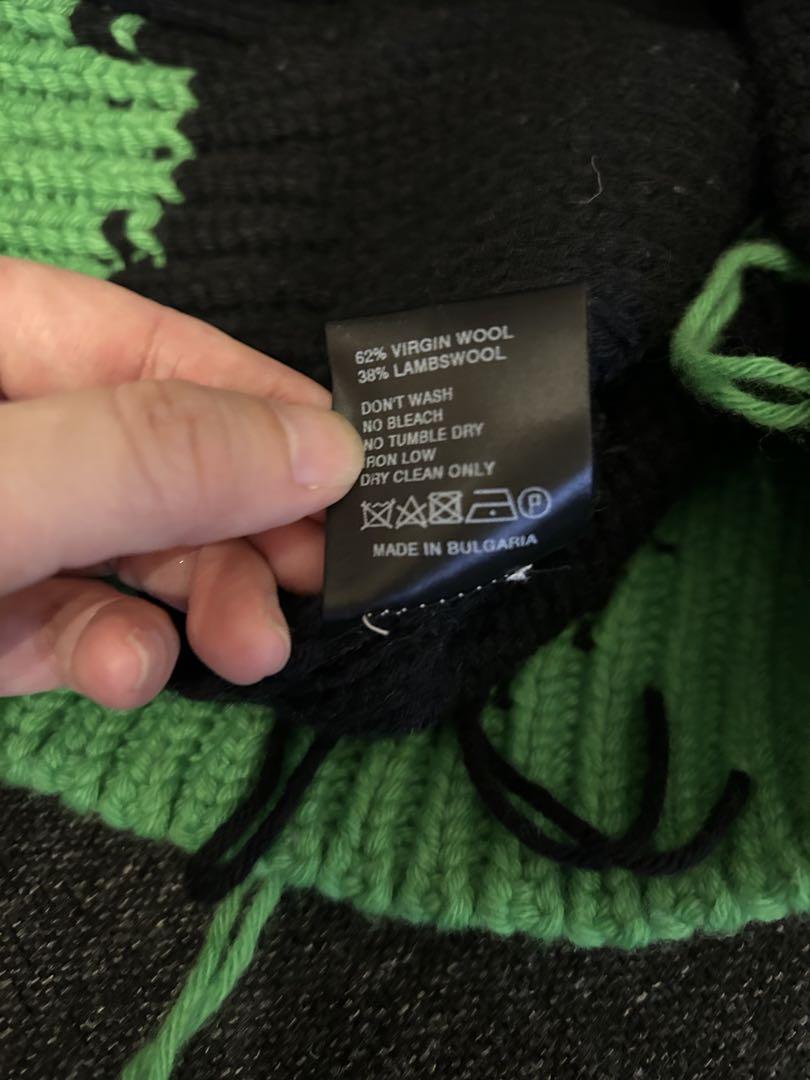 62% VIRGIN WOOL
38% LAMBSWOOL
DON'T WASH
NO BLEACH
NO TUMBLE DRY
IRON LOW
DRY CLEAN ONLY
P
MADE IN BULGARIA